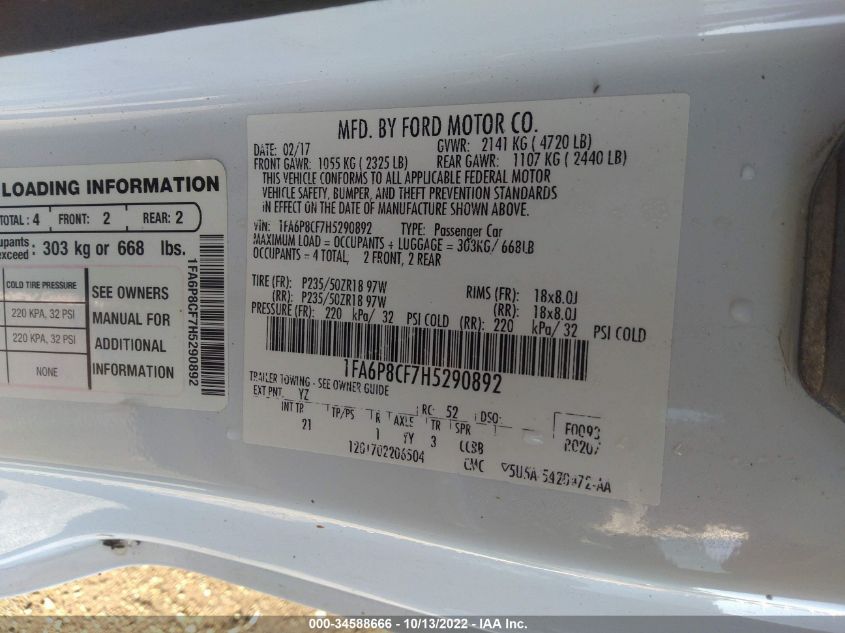 LOADING INFORMATION
TOTAL : 4 FRONT: 2 REAR: 2
exceed: 303 kg or 668 lbs.
COLD TIRE PRESSURE
220 KPA, 32 PSI
220 KPA, 32 PSI
NONE
SEE OWNERS
MANUAL FOR
ADDITIONAL
INFORMATION
1FA6P8CF7H5290892
MFD. BY FORD MOTOR CO.
DATE: 02/17 GVWR: 2141 KG ( 4720 LB)
FRONT GAWR: 1055 KG ( 2325 LB) REAR GAWR: 1107 KG ( 2440 LB)
THIS VEHICLE CONFORMS TO ALL APPLICABLE FEDERAL MOTOR
VEHICLE SAFETY, BUMPER, AND THEFT PREVENTION STANDARDS
IN EFFECT ON THE DATE OF MANUFACTURE SHOWN ABOVE.
VIN: 1FA6P8CF7H5290892 TYPE: Passenger Car
MAXIMUM LOAD = OCCUPANTS + LUGGAGE = 303KG/ 668LB
OCCUPANTS = 4 TOTAL, 2 FRONT, 2 REAR
TIRE (FR): P235/50ZR18 97W RIMS (FR): 18x8.0J
(RR): P235/50ZR18 97W (RR): 18x8.0J
PRESSURE (FR): 220 kPa/ 32 PSI COLD (RR): 220 kPa/ 32 PSI COLD
1FA6P8CF7H5290892
TRAILER TOWING - SEE OWNER GUIDE
EXT PNT: YZ RC: 52 DSO:
INT TR TP/PS R AXLE TR SPR F0093
21 1 YY 3 CCBB
1201702206504 CMC
000-34588666 - 10/13/2022 - IAA Inc.